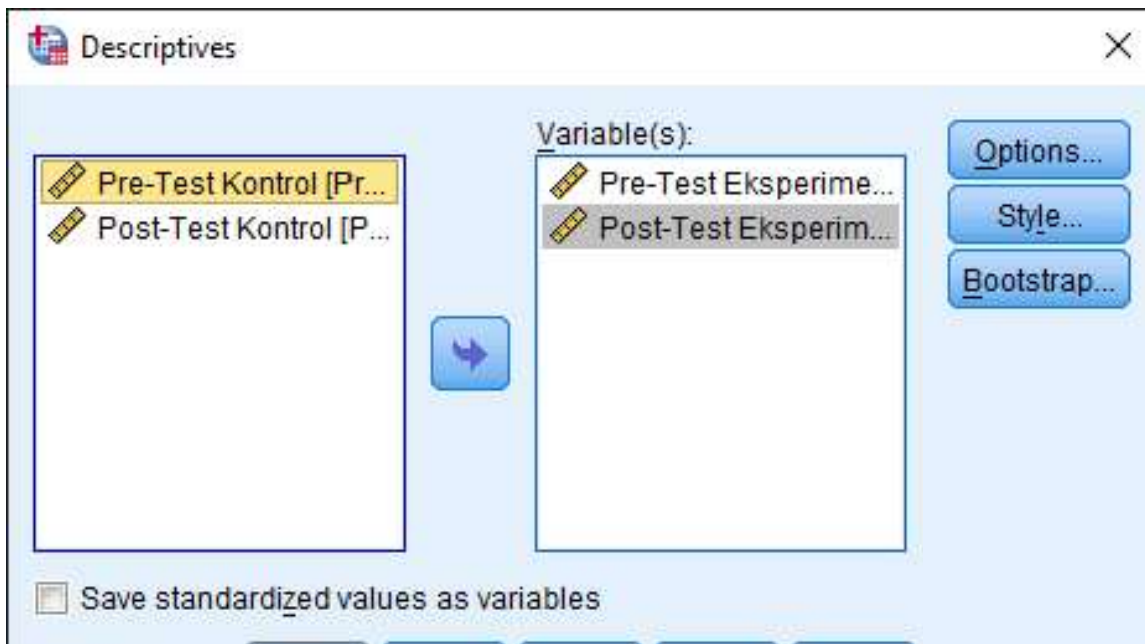 Descriptives
Variable(s):
Pre-Test Kontrol [Pr...
Post-Test Kontrol [P...
Pre-Test Eksperime...
Post-Test Eksperim...
Options...
Style...
Bootstrap...
Save standardized values as variables